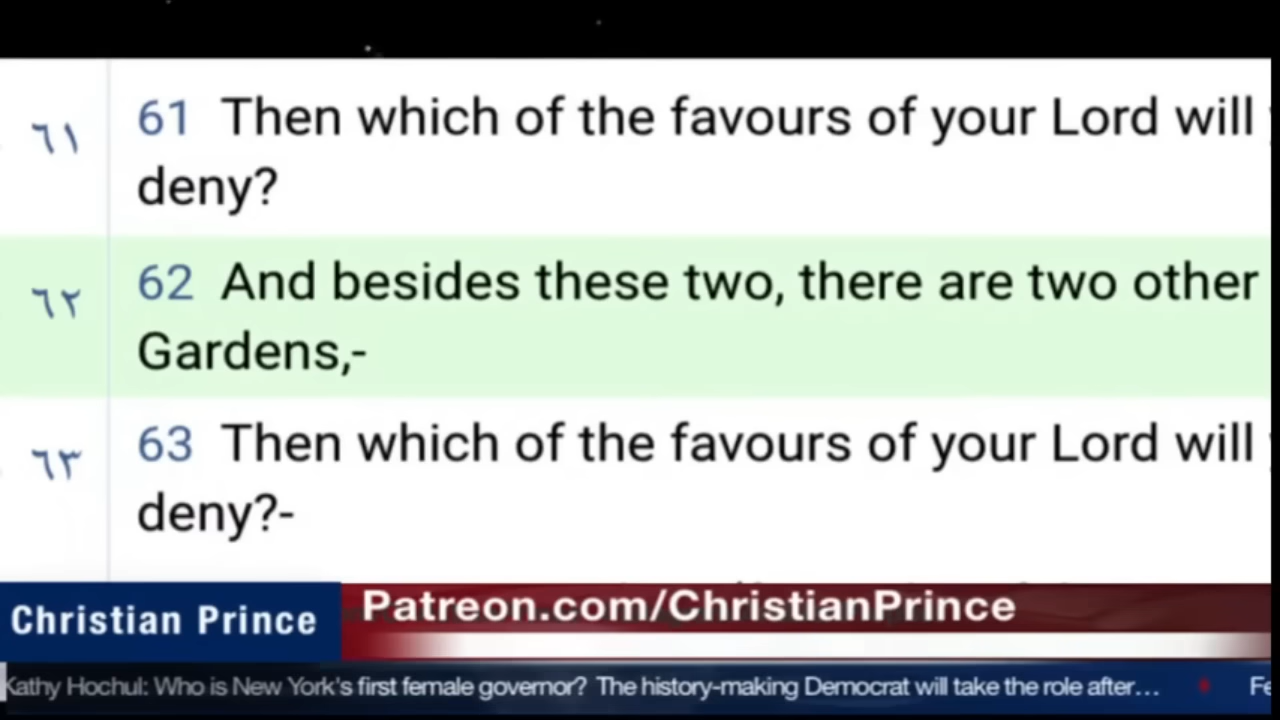 ٦١
61 Then which of the favours of your Lord will
deny?
٦٢
62 And besides these two, there are two other
Gardens,-
٦٣
63 Then which of the favours of your Lord will
deny?-
Christian Prince
Patreon.com/ChristianPrince
Kathy Hochul: Who is New York's first female governor? The history-making Democrat will take the role after…